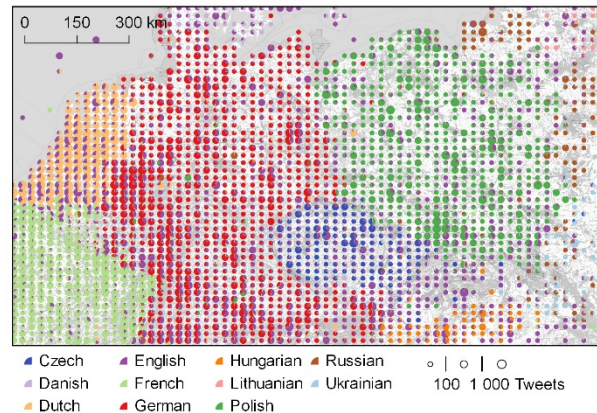 0 150 300 km
Czech English Hungarian Russian
Danish French Lithuanian Ukrainian
Dutch German Polish
100 1 000 Tweets